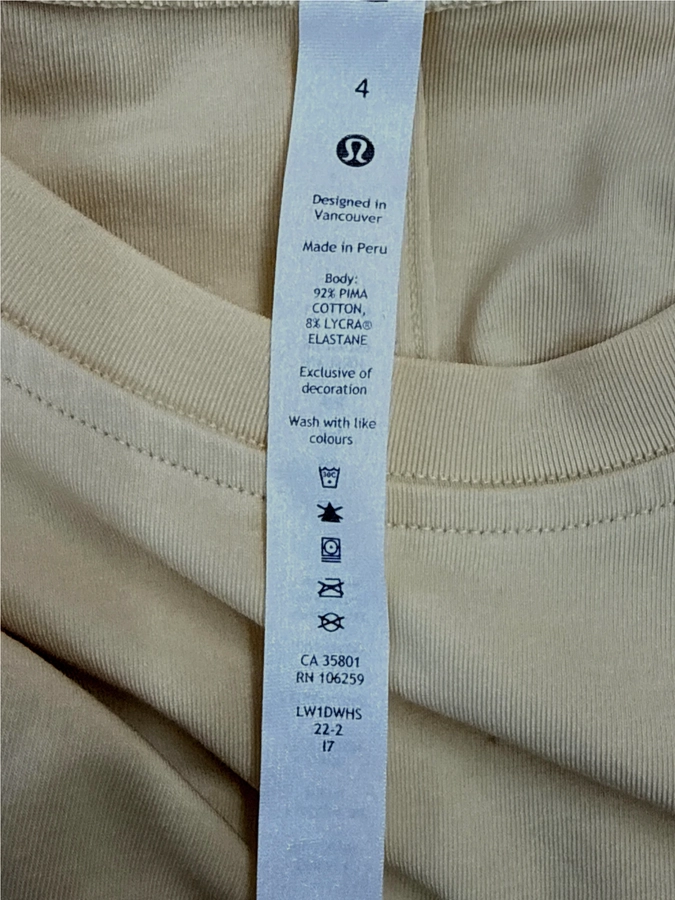 4
Designed in
Vancouver
Made in Peru
Body:
92% PIMA
COTTON,
8% LYCRA®
ELASTANE
Exclusive of
decoration
Wash with like
colours
30C
CA 35801
RN 106259
LW1DWHS
22-2
I7